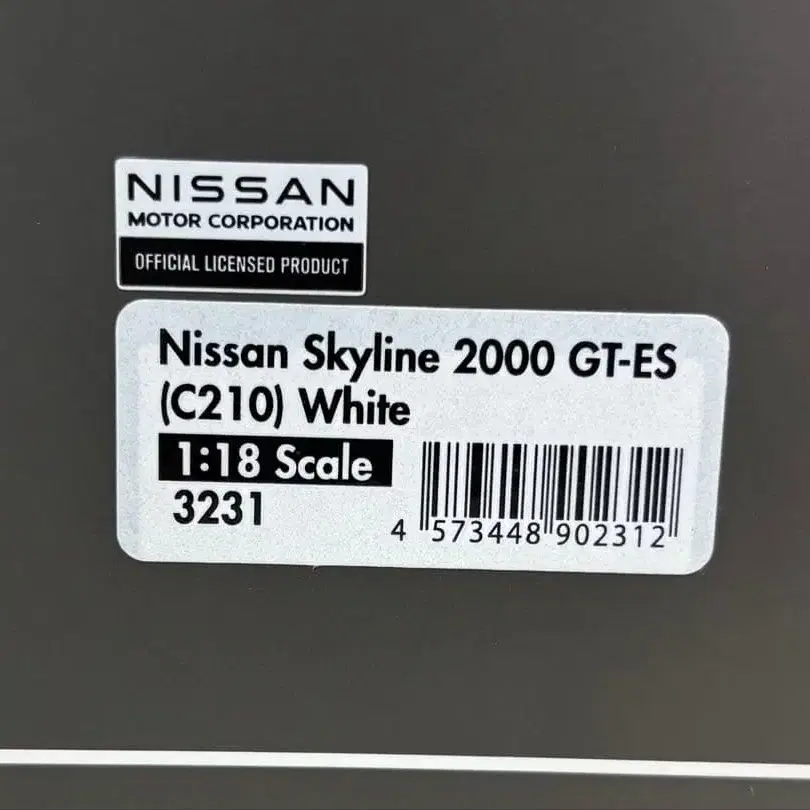 NISSAN
MOTOR CORPORATION
OFFICIAL LICENSED PRODUCT
Nissan Skyline 2000 GT-ES
(C210) White
1:18 Scale
3231
4 573448 902312